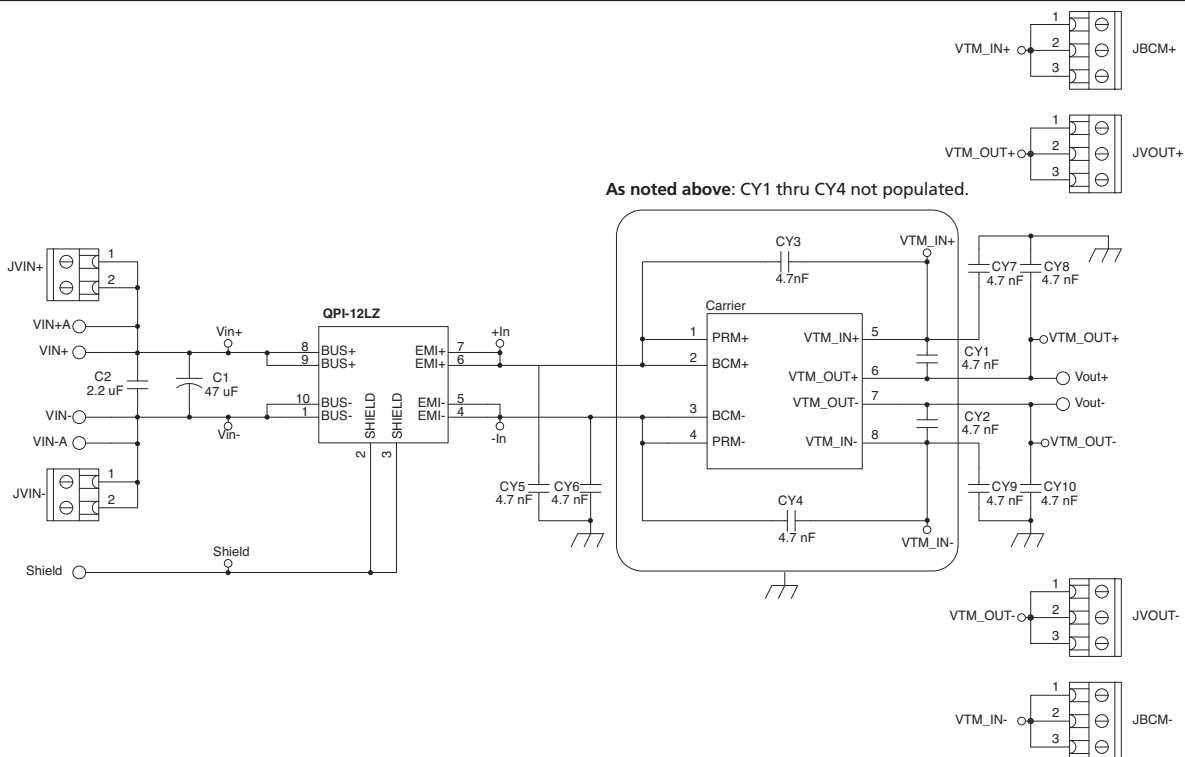 1
VTM_IN+
2
JBCM+
3
1
VTM_OUT+
2
JVOUT+
3
As noted above: CY1 thru CY4 not populated.
JVIN+
1
2
VIN+A
VIN+
C2
2.2 uF
C1
47 uF
VIN-
VIN-A
JVIN-
1
2
Vin+
Vin-
QPI-12LZ
8
BUS+
9
BUS+
10
BUS-
1
BUS-
EMI+
7
EMI+
6
EMI-
5
EMI-
4
SHIELD
SHIELD
2
3
+In
-In
Shield
Shield
CY5
4.7 nF
CY6
4.7 nF
CY3
4.7nF
VTM_IN+
Carrier
1
PRM+
2
BCM+
3
BCM-
4
PRM-
VTM_IN+
5
VTM_OUT+
6
VTM_OUT-
7
VTM_IN-
8
CY1
4.7 nF
CY2
4.7 nF
CY4
4.7 nF
VTM_IN-
CY7
4.7 nF
CY8
4.7 nF
VTM_OUT+
Vout+
Vout-
VTM_OUT-
CY9
4.7 nF
CY10
4.7 nF
1
VTM_OUT-
2
JVOUT-
3
1
VTM_IN-
2
JBCM-
3